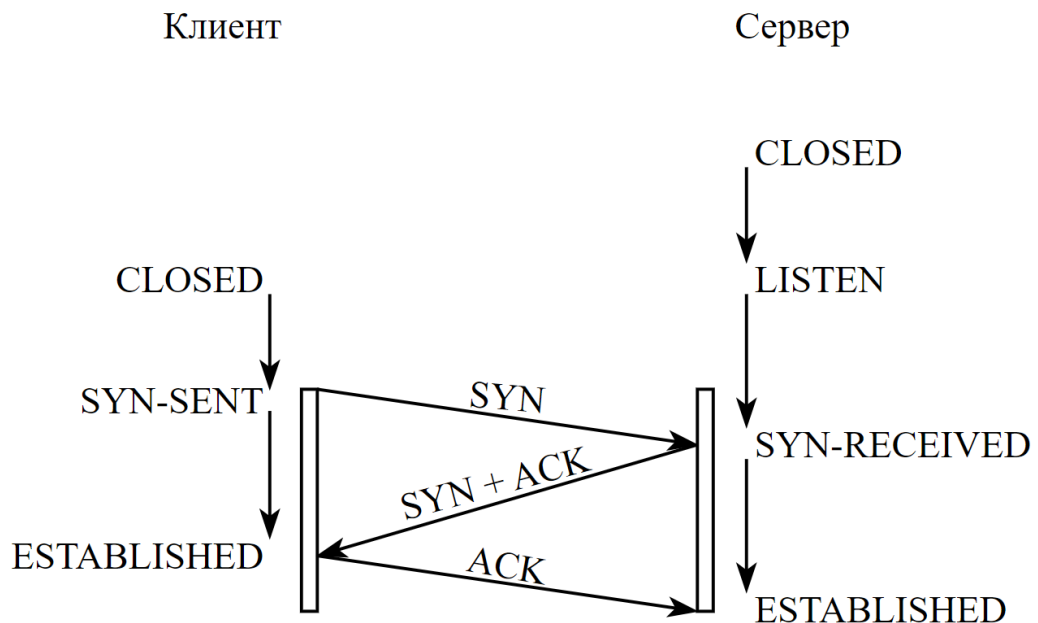 Клиент
Сервер
CLOSED
CLOSED
LISTEN
SYN-SENT
SYN
SYN-RECEIVED
SYN + ACK
ESTABLISHED
ACK
ESTABLISHED